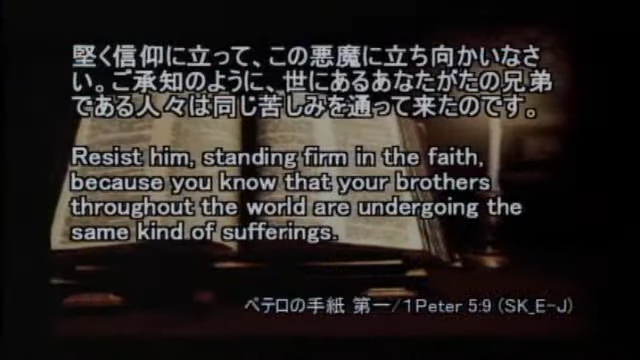 堅く信仰に立って、この悪魔に立ち向かいなさ
い。ご承知のように、世にあるあなたがたの兄弟
である人々は同じ苦しみを通って来たのです。
Resist him, standing firm in the faith,
because you know that your brothers
throughout the world are undergoing the
same kind of sufferings.
ペテロの手紙 第一/1Peter 5:9 (SK_E-J)